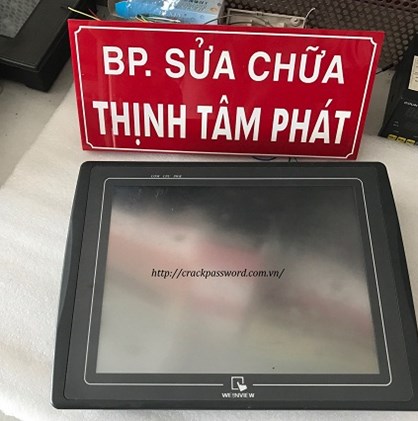 BP. SỬA CHỮA
THỊNH TÂM PHÁT
http://crackpassword.com.vn/
WEINVIEW